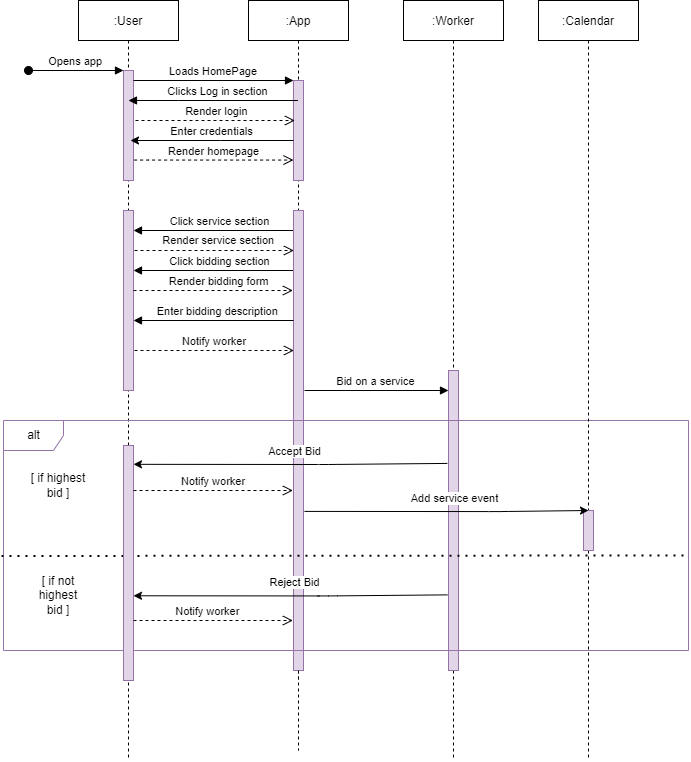 :User
:App
:Worker
:Calendar
Opens app
Loads HomePage
Clicks Log in section
Render login
Enter credentials
Render homepage
Click service section
Render service section
Click bidding section
Render bidding form
Enter bidding description
Notify worker
Bid on a service
alt
Accept Bid
[ if highest
bid ]
Notify worker
Add service event
[ if not
highest
bid ]
Reject Bid
Notify worker